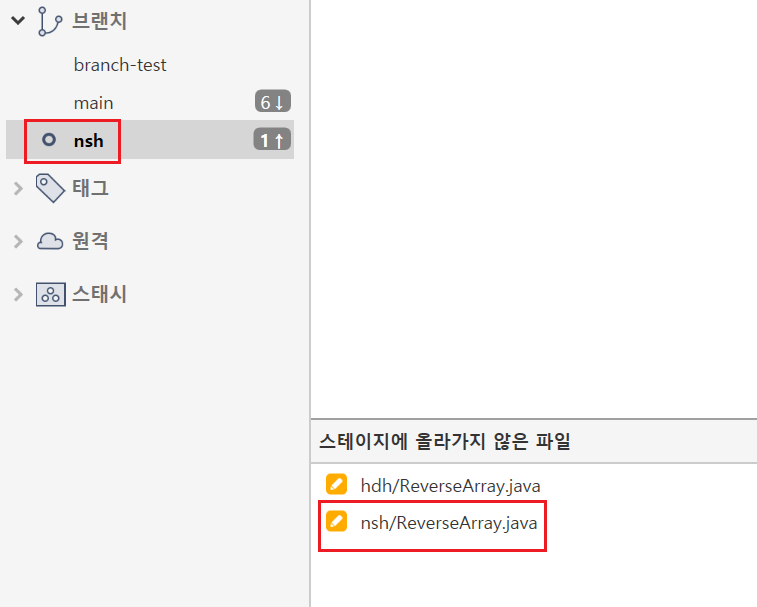 브랜치
branch-test
main 6↓
nsh 1↑
태그
원격
스태시
스테이지에 올라가지 않은 파일
hdh/ReverseArray.java
nsh/ReverseArray.java